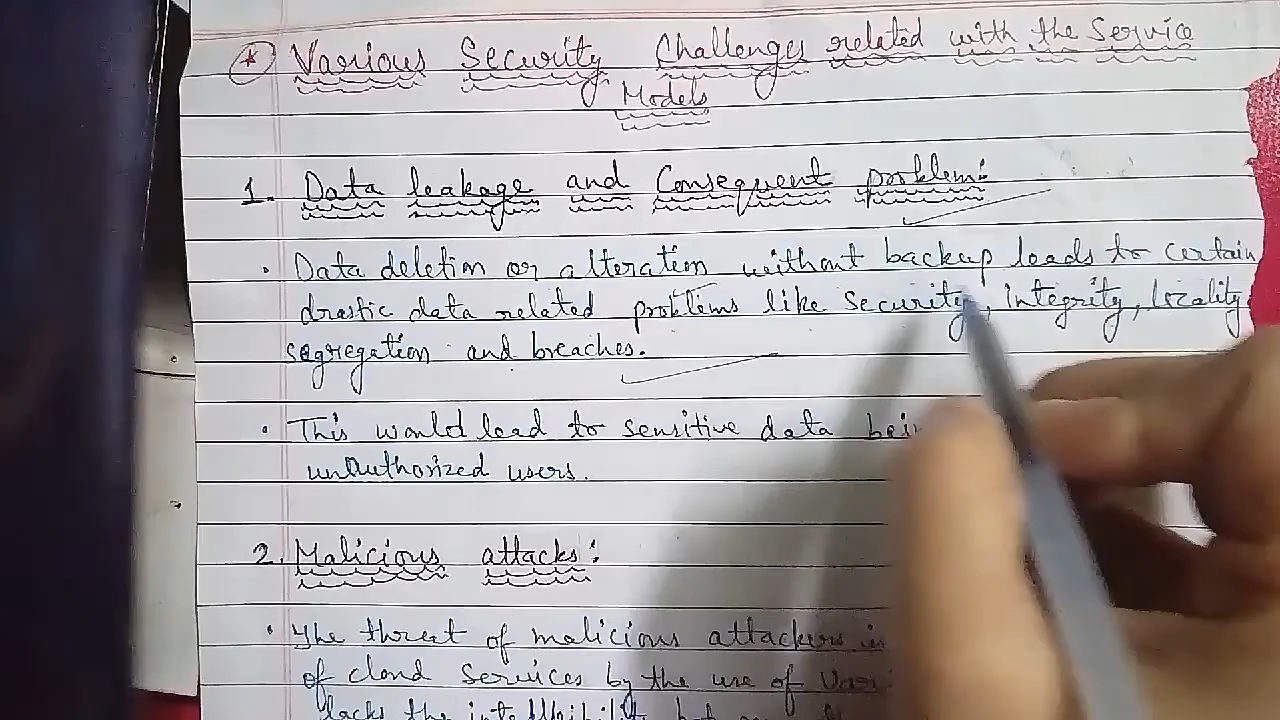 * Various Security Challenges related with the Service
Models
1. Data leakage and Consequent problem:
• Data deletion or alteration without backup leads to certain
drastic data related problems like security, integrity, locality
segregation and breaches.
• This would lead to sensitive data
unauthorized users.
2. Malicious attacks:
• The threat of malicious attackers
of cloud services by the use of
lacks the